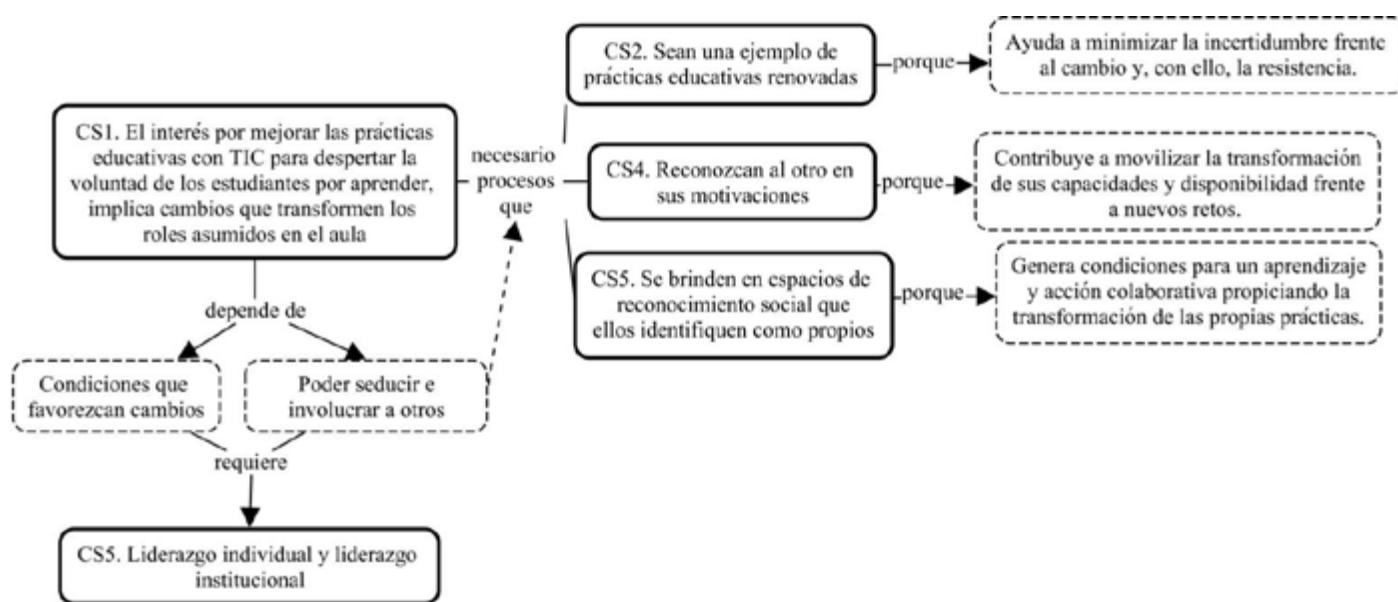 CS2. Sean una ejemplo de
prácticas educativas renovadas
porque
Ayuda a minimizar la incertidumbre frente
al cambio y, con ello, la resistencia.
CS1. El interés por mejorar las prácticas
educativas con TIC para despertar la
voluntad de los estudiantes por aprender,
implica cambios que transformen los
roles asumidos en el aula
necesario
procesos
que
CS4. Reconozcan al otro en
sus motivaciones
porque
Contribuye a movilizar la transformación
de sus capacidades y disponibilidad frente
a nuevos retos.
CS5. Se brinden en espacios de
reconocimiento social que
ellos identifiquen como propios
porque
Genera condiciones para un aprendizaje
y acción colaborativa propiciando la
transformación de las propias prácticas.
depende de
Condiciones que
favorezcan cambios
Poder seducir e
involucrar a otros
requiere
CS5. Liderazgo individual y liderazgo
institucional